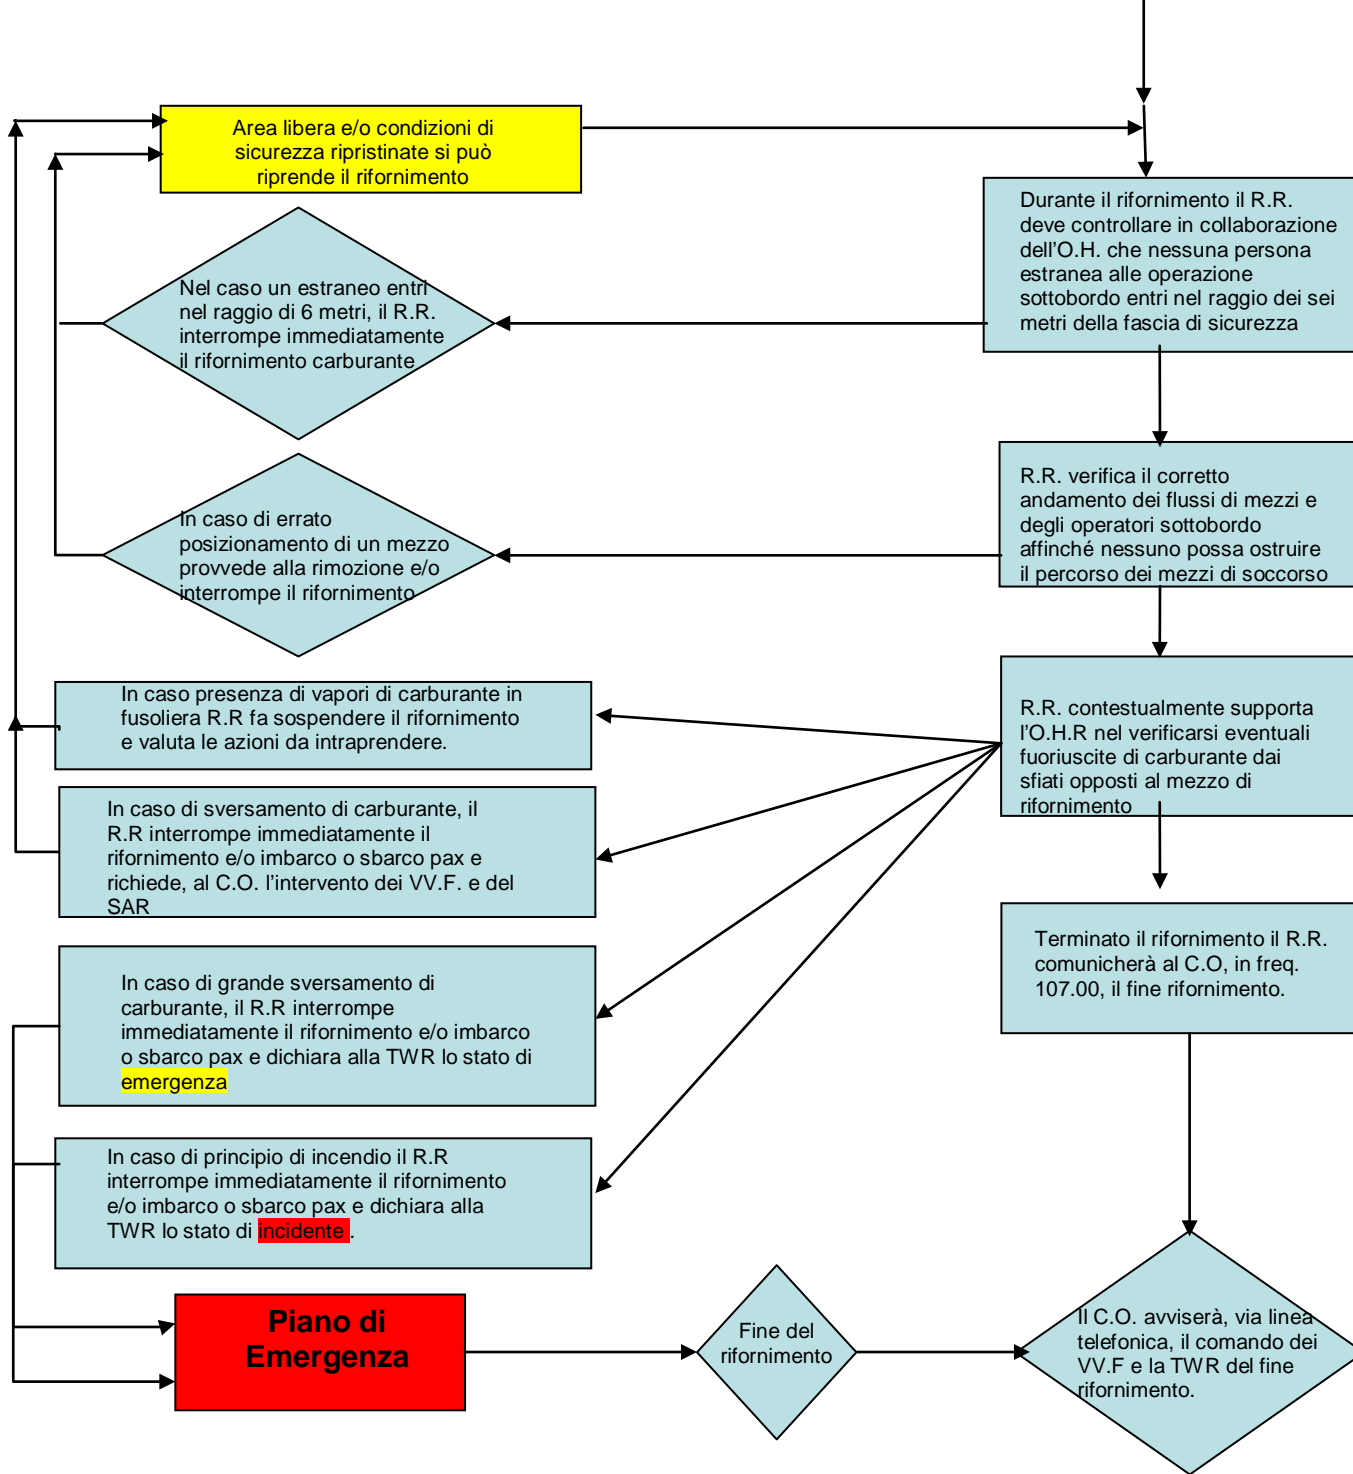 Area libera e/o condizioni di
sicurezza ripristinate si può
riprende il rifornimento
Durante il rifornimento il R.R.
deve controllare in collaborazione
dell'O.H. che nessuna persona
estranea alle operazione
sottobordo entri nel raggio dei sei
metri della fascia di sicurezza
Nel caso un estraneo entri
nel raggio di 6 metri, il R.R.
interrompe immediatamente
il rifornimento carburante
R.R. verifica il corretto
andamento dei flussi di mezzi e
degli operatori sottobordo
affinché nessuno possa ostruire
il percorso dei mezzi di soccorso
In caso di errato
posizionamento di un mezzo
provvede alla rimozione e/o
interrompe il rifornimento
R.R. contestualmente supporta
l'O.H.R nel verificarsi eventuali
fuoriuscite di carburante dai
sfiati opposti al mezzo di
rifornimento
In caso presenza di vapori di carburante in
fusoliera R.R fa sospendere il rifornimento
e valuta le azioni da intraprendere.
In caso di sversamento di carburante, il
R.R interrompe immediatamente il
rifornimento e/o imbarco o sbarco pax e
richiede, al C.O. l'intervento dei VV.F. e del
SAR
In caso di grande sversamento di
carburante, il R.R interrompe
immediatamente il rifornimento e/o imbarco
o sbarco pax e dichiara alla TWR lo stato di
emergenza
In caso di principio di incendio il R.R
interrompe immediatamente il rifornimento
e/o imbarco o sbarco pax e dichiara alla
TWR lo stato di incidente .
Terminato il rifornimento il R.R.
comunicherà al C.O, in freq.
107.00, il fine rifornimento.
Piano di
Emergenza
Fine del
rifornimento
Il C.O. avviserà, via linea
telefonica, il comando dei
VV.F e la TWR del fine
rifornimento.